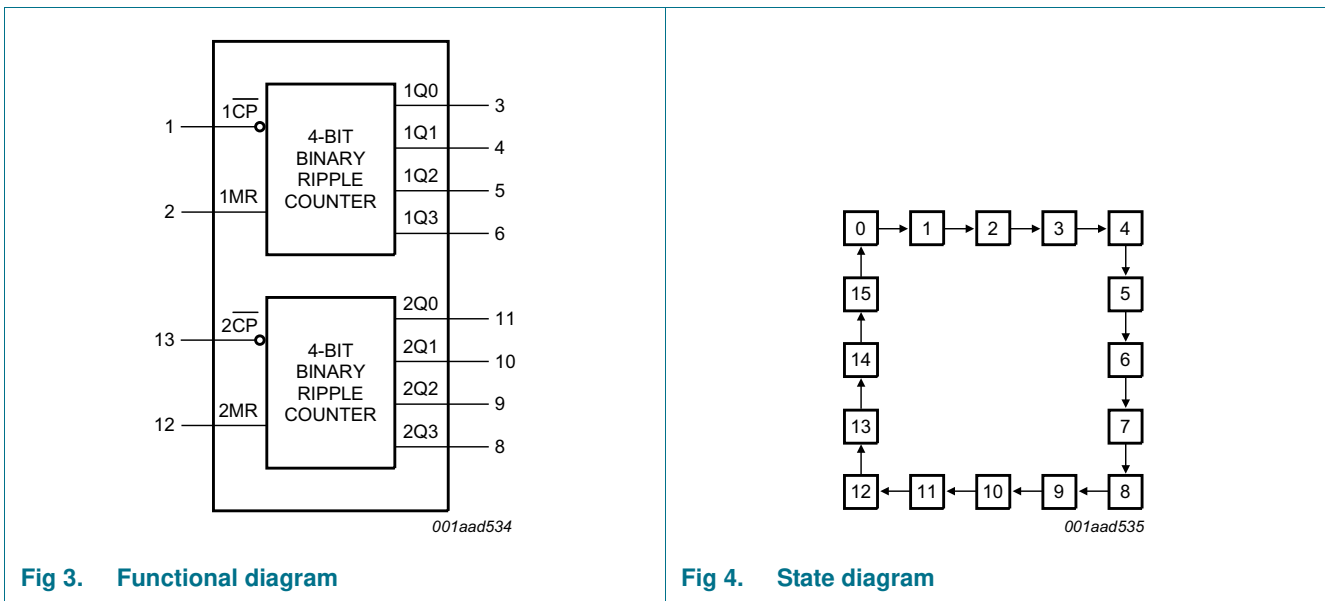 1Q0
3
1C̅P̅
1
4-BIT
BINARY
RIPPLE
COUNTER
1Q1
4
1Q2
5
1MR
2
1Q3
6
2Q0
11
2C̅P̅
13
4-BIT
BINARY
RIPPLE
COUNTER
2Q1
10
2Q2
9
2MR
12
2Q3
8
001aad534
Fig 3. Functional diagram
0 1 2 3 4
15 5
14 6
13 7
12 11 10 9 8
001aad535
Fig 4. State diagram